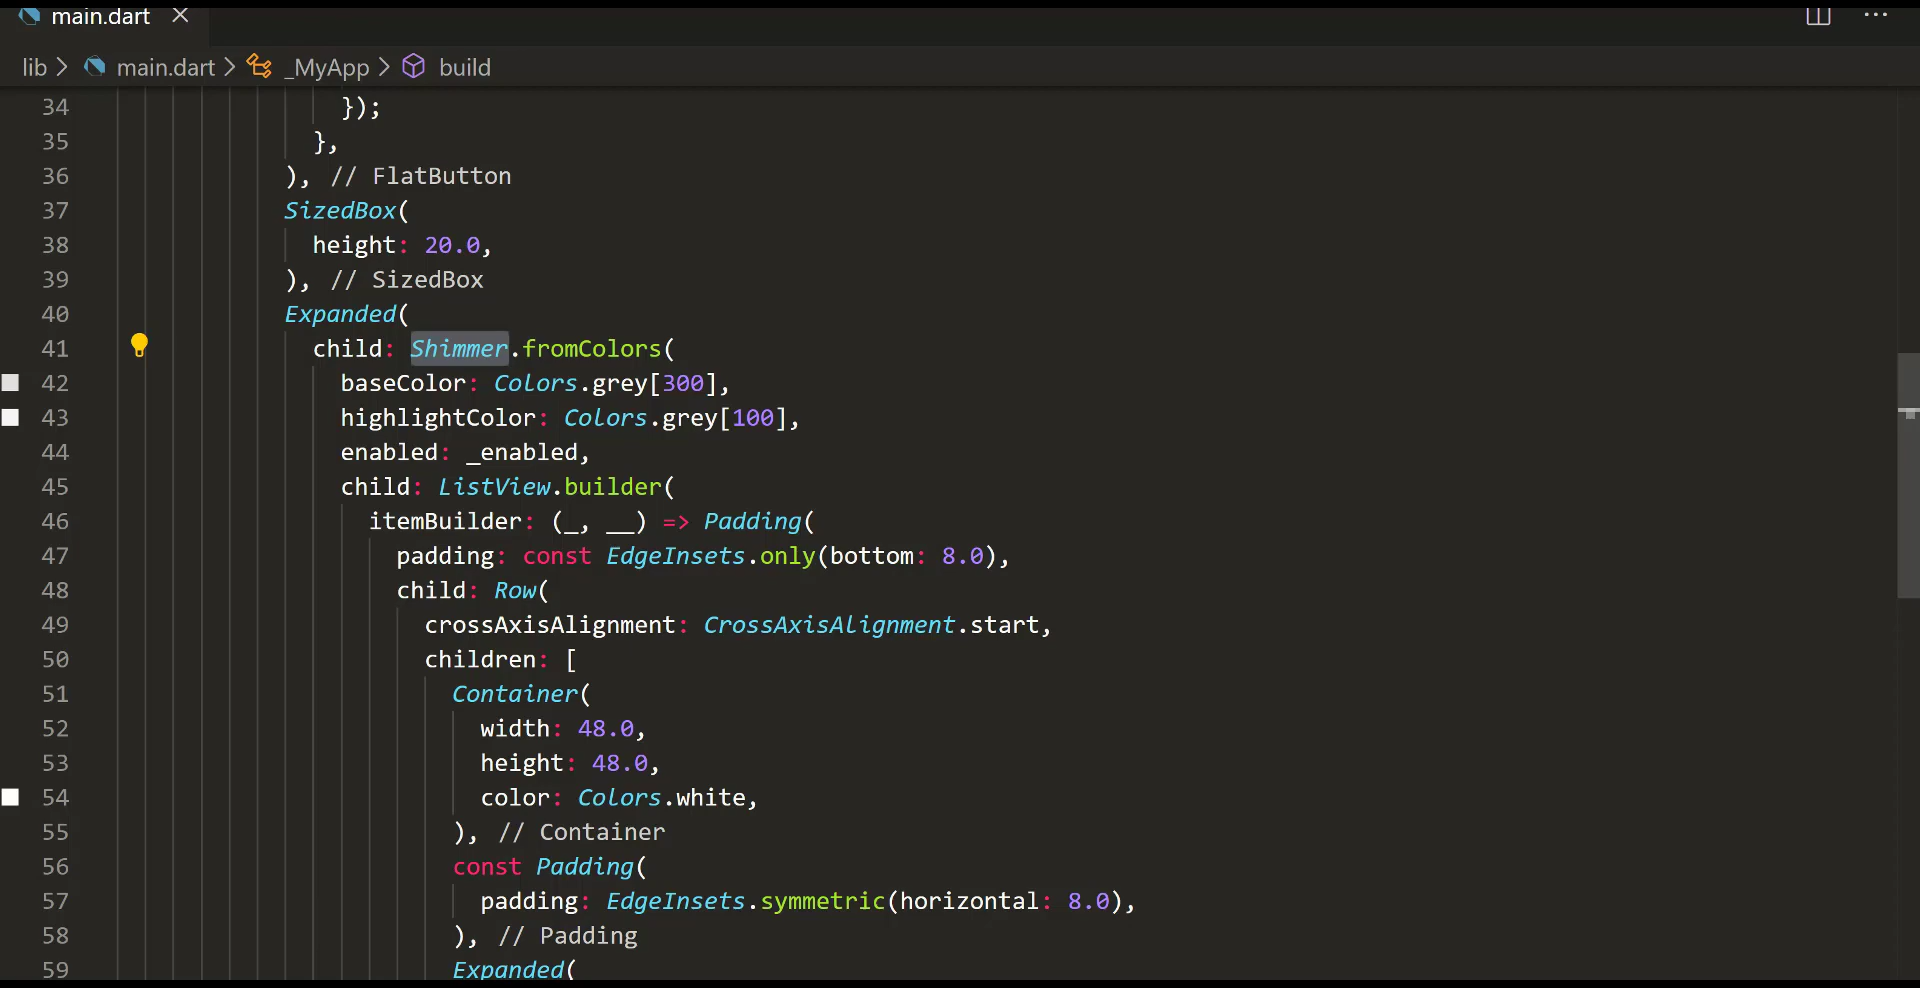 main.dart
lib > main.dart > _MyApp > build
34 });
35 },
36 ), // FlatButton
37 SizedBox(
38 height: 20.0,
39 ), // SizedBox
40 Expanded(
41 child: Shimmer.fromColors(
42 baseColor: Colors.grey[300],
43 highlightColor: Colors.grey[100],
44 enabled: _enabled,
45 child: ListView.builder(
46 itemBuilder: (_, __) => Padding(
47 padding: const EdgeInsets.only(bottom: 8.0),
48 child: Row(
49 crossAxisAlignment: CrossAxisAlignment.start,
50 children: [
51 Container(
52 width: 48.0,
53 height: 48.0,
54 color: Colors.white,
55 ), // Container
56 const Padding(
57 padding: EdgeInsets.symmetric(horizontal: 8.0),
58 ), // Padding
59 Expanded(